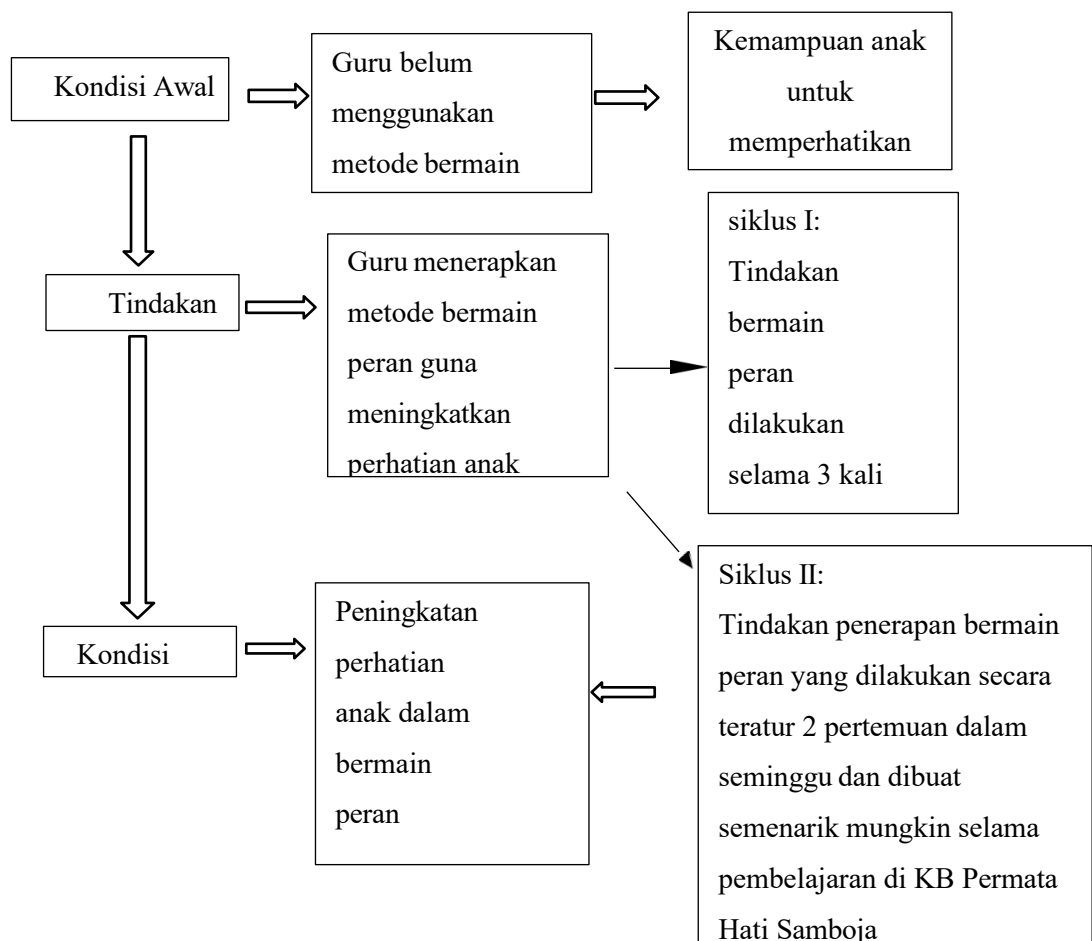 Kondisi Awal
Guru belum
menggunakan
metode bermain
Kemampuan anak
untuk
memperhatikan
Tindakan
Guru menerapkan
metode bermain
peran guna
meningkatkan
perhatian anak
siklus I:
Tindakan
bermain
peran
dilakukan
selama 3 kali
Kondisi
Peningkatan
perhatian
anak dalam
bermain
peran
Siklus II:
Tindakan penerapan bermain
peran yang dilakukan secara
teratur 2 pertemuan dalam
seminggu dan dibuat
semenarik mungkin selama
pembelajaran di KB Permata
Hati Samboja